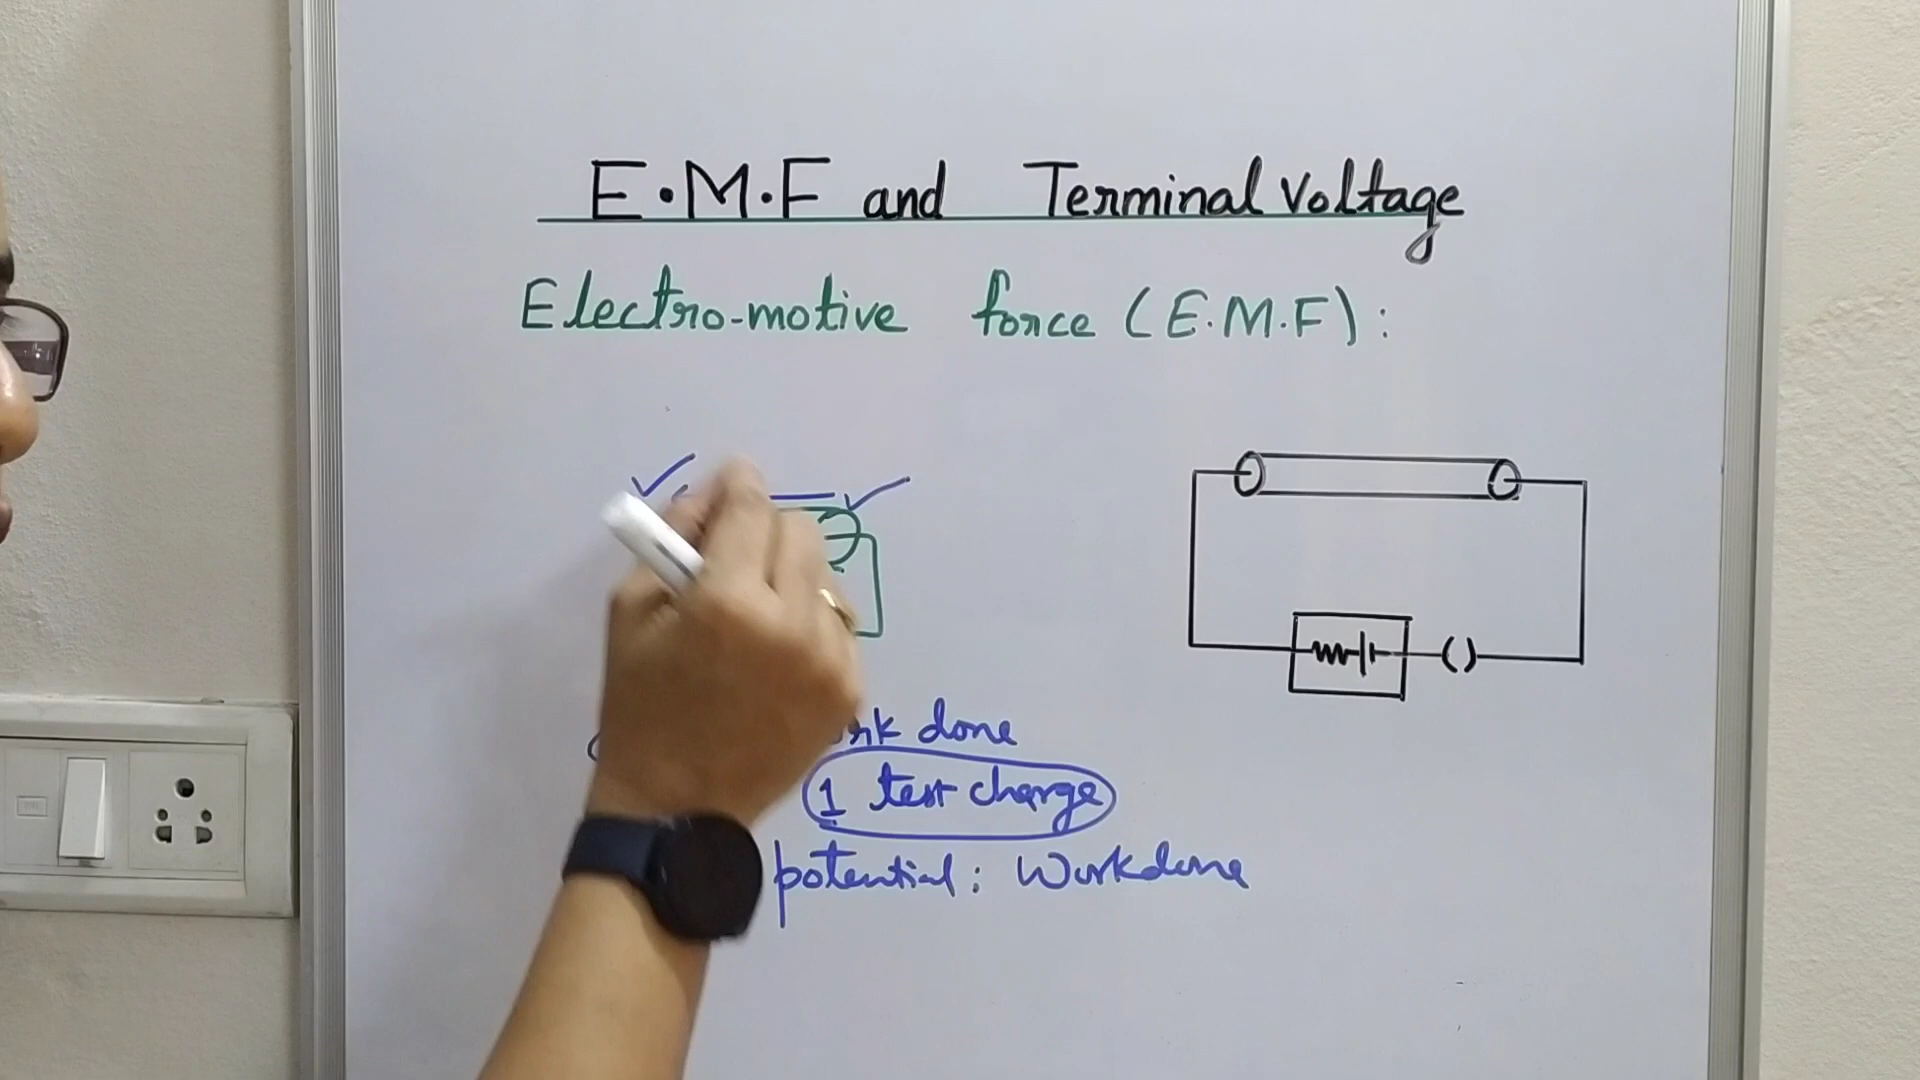 E.M.F and Terminal Voltage
Electro-motive force (E.M.F):
done
1 test charge
potential: Workdone